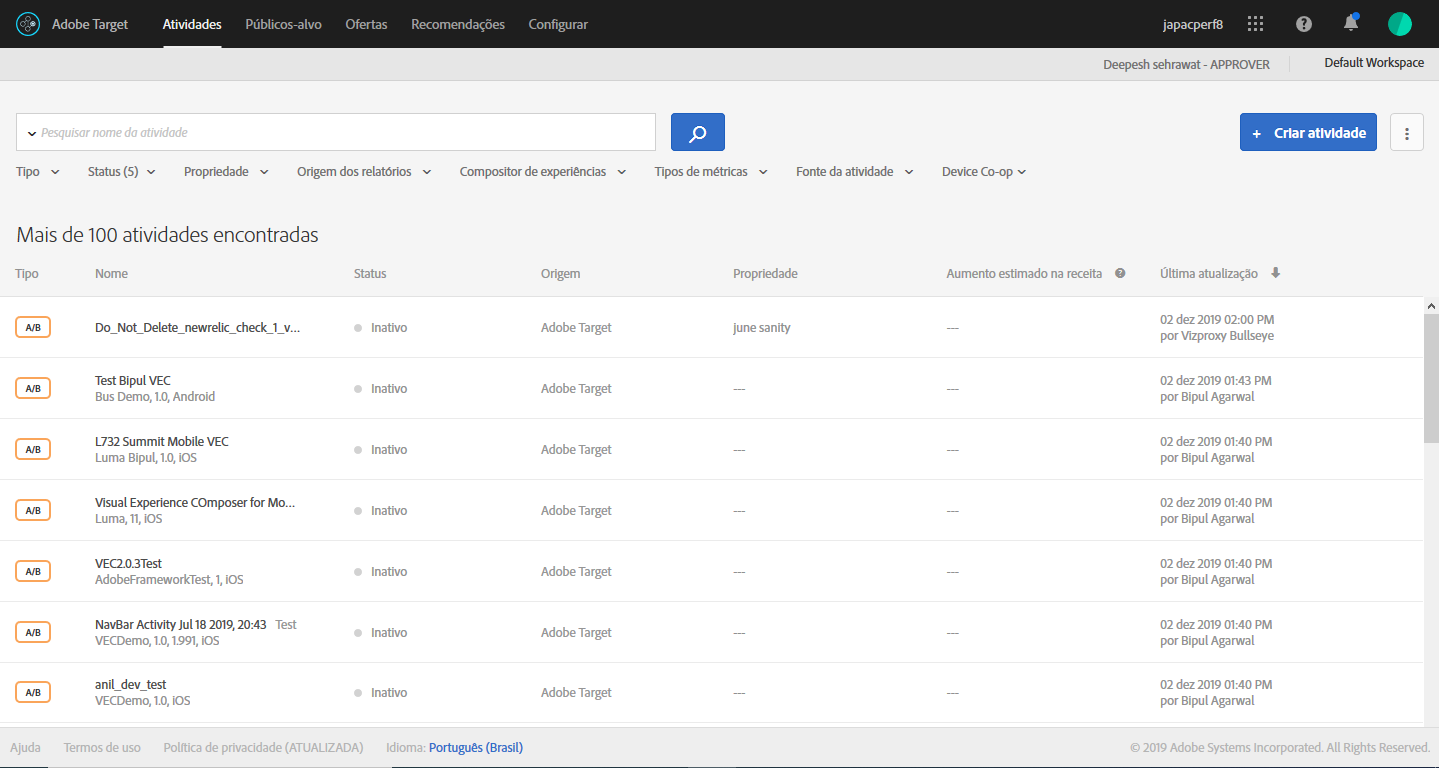 Adobe Target Atividades Públicos-alvo Ofertas Recomendações Configurar japacperf8
Deepesh sehrawat - APPROVER Default Workspace
Pesquisar nome da atividade + Criar atividade
Tipo Status (5) Propriedade Origem dos relatórios Compositor de experiências Tipos de métricas Fonte da atividade Device Co-op
Mais de 100 atividades encontradas
Tipo Nome Status Origem Propriedade Aumento estimado na receita ? Última atualização
A/B Do_Not_Delete_newrelic_check_1_v... Inativo Adobe Target june sanity --- 02 dez 2019 02:00 PM
por Vizproxy Bullseye
A/B Test Bipul VEC Inativo Adobe Target --- --- 02 dez 2019 01:43 PM
Bus Demo, 1.0, Android por Bipul Agarwal
A/B L732 Summit Mobile VEC Inativo Adobe Target --- --- 02 dez 2019 01:40 PM
Luma Bipul, 1.0, iOS por Bipul Agarwal
A/B Visual Experience COmposer for Mo... Inativo Adobe Target --- --- 02 dez 2019 01:40 PM
Luma, 11, iOS por Bipul Agarwal
A/B VEC2.0.3Test Inativo Adobe Target --- --- 02 dez 2019 01:40 PM
AdobeFrameworkTest, 1, iOS por Bipul Agarwal
A/B NavBar Activity Jul 18 2019, 20:43 Test Inativo Adobe Target --- --- 02 dez 2019 01:40 PM
VECDemo, 1.0, 1.991, iOS por Bipul Agarwal
A/B anil_dev_test Inativo Adobe Target --- --- 02 dez 2019 01:40 PM
VECDemo, 1.0, iOS por Bipul Agarwal
Ajuda Termos de uso Política de privacidade (ATUALIZADA) Idioma: Português (Brasil) © 2019 Adobe Systems Incorporated. All Rights Reserved.